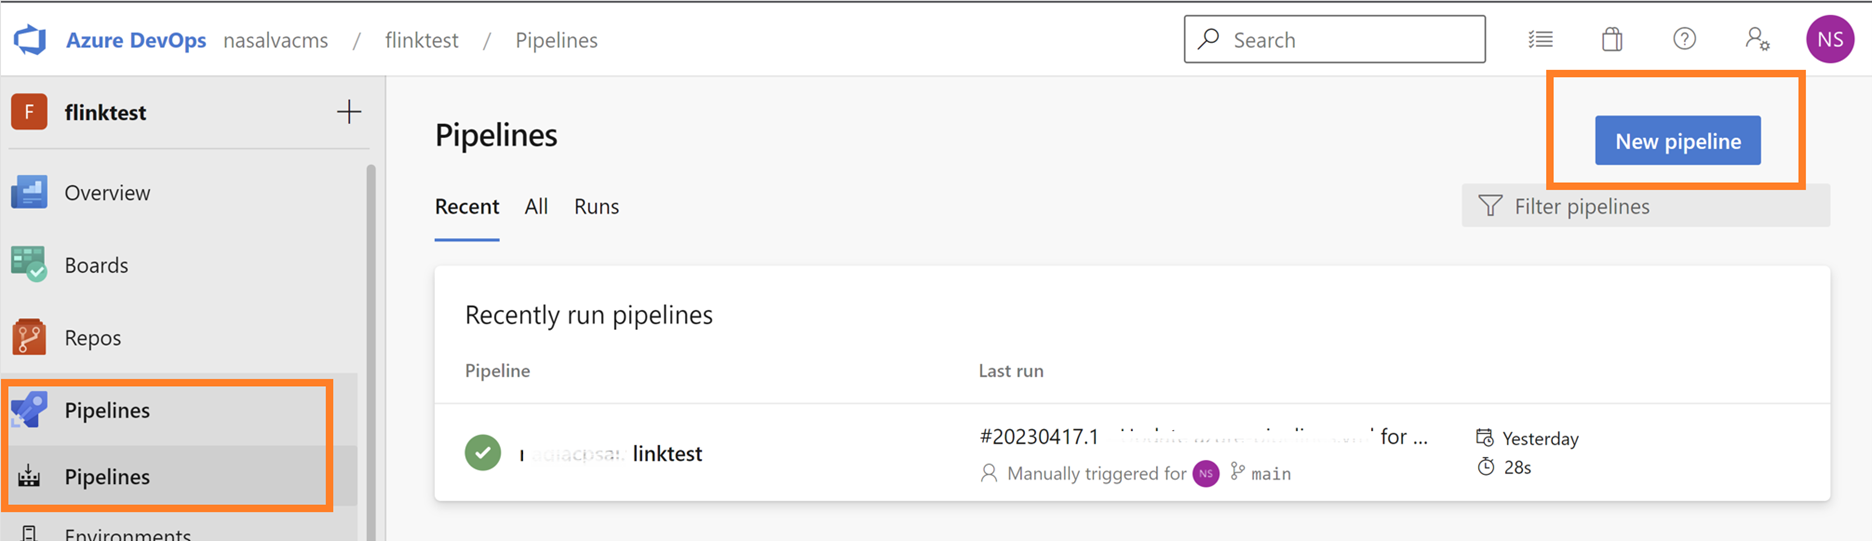 Azure DevOps nasalvacms / flinktest / Pipelines
Search
NS
F flinktest
Overview
Boards
Repos
Pipelines
Pipelines
Environments
Pipelines
New pipeline
Recent All Runs
Filter pipelines
Recently run pipelines
Pipeline Last run
linktest
#20230417.1 for ...
Yesterday
Manually triggered for NS main
28s